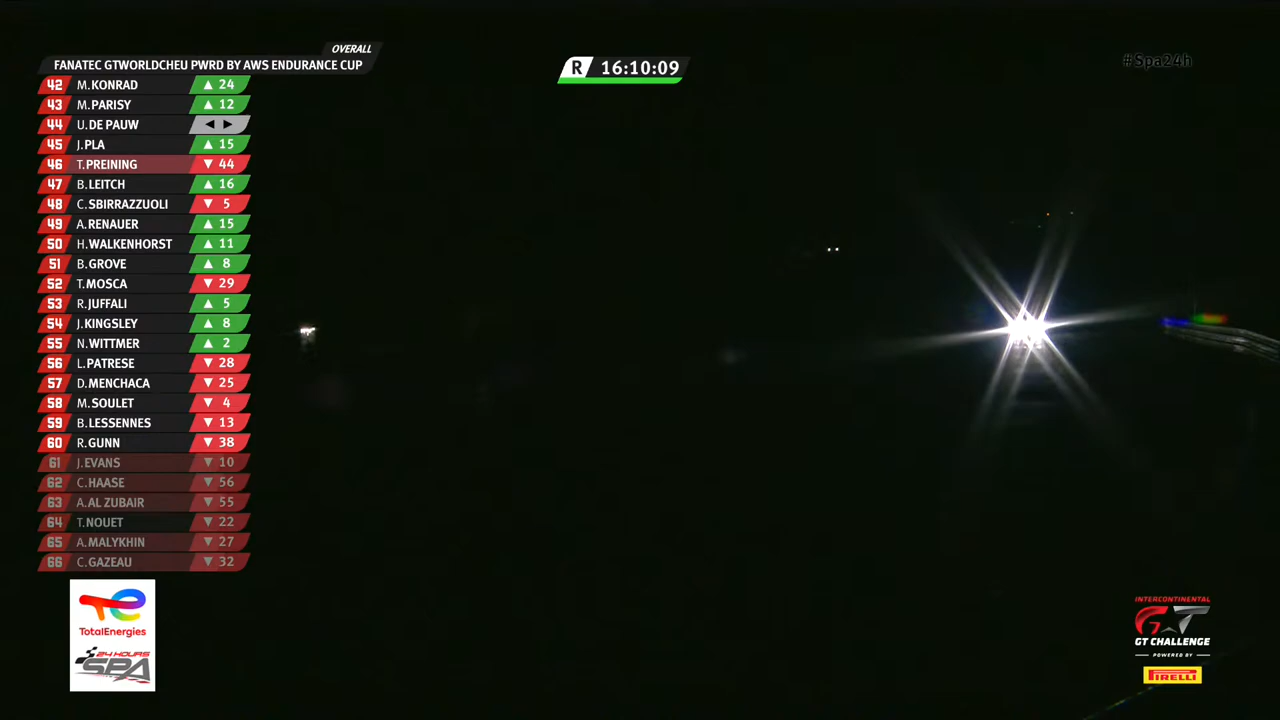 OVERALL
FANATEC GTWORLDCHEU PWRD BY AWS ENDURANCE CUP
42 M.KONRAD ▲ 24
43 M.PARISY ▲ 12
44 U.DE PAUW ◀ ▶
45 J.PLA ▲ 15
46 T.PREINING ▼ 44
47 B.LEITCH ▲ 16
48 C.SBIRRAZZUOLI ▼ 5
49 A.RENAUER ▲ 15
50 H.WALKENHORST ▲ 11
51 B.GROVE ▲ 8
52 T.MOSCA ▼ 29
53 R.JUFFALI ▲ 5
54 J.KINGSLEY ▲ 8
55 N.WITTMER ▲ 2
56 L.PATRESE ▼ 28
57 D.MENCHACA ▼ 25
58 M.SOULET ▼ 4
59 B.LESSENNES ▼ 13
60 R.GUNN ▼ 38
61 J.EVANS ▼ 10
62 C.HAASE ▼ 56
63 A.AL ZUBAIR ▼ 55
64 T.NOUET ▼ 22
65 A.MALYKHIN ▼ 27
66 C.GAZEAU ▼ 32
TotalEnergies
24 HOURS
SPA
R 16:10:09
#Spa24h
INTERCONTINENTAL
GT
GT CHALLENGE
POWERED BY
PIRELLI